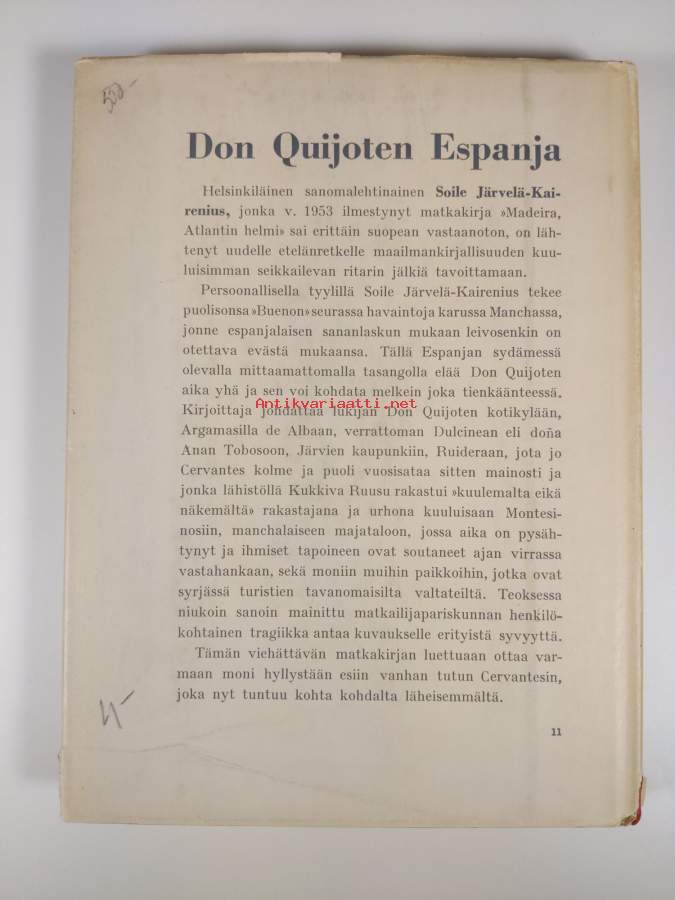 500-
Don Quijoten Espanja
Helsinkiläinen sanomalehtinainen Soile Järvelä-Kai-
renius, jonka v. 1953 ilmestynyt matkakirja »Madeira,
Atlantin helmi» sai erittäin suopean vastaanoton, on läh-
tenyt uudelle etelänretkelle maailmankirjallisuuden kuu-
luisimman seikkailevan ritarin jälkiä tavoittamaan.
Persoonallisella tyylillä Soile Järvelä-Kairenius tekee
puolisonsa »Buenon» seurassa havaintoja karussa Manchassa,
jonne espanjalaisen sananlaskun mukaan leivosenkin on
otettava evästä mukaansa. Tällä Espanjan sydämessä
olevalla mittaamattomalla tasangolla elää Don Quijoten
aika yhä ja sen voi kohdata melkein joka tienkäänteessä.
Antikvariaatti.net
Kirjoittaja johdattaa lukijan Don Quijoten kotikylään,
Argamasilla de Albaan, verrattoman Dulcinean eli doña
Anan Tobosoon, Järvien kaupunkiin, Ruideraan, jota jo
Cervantes kolme ja puoli vuosisataa sitten mainosti ja
jonka lähistöllä Kukkiva Ruusu rakastui »kuulemalta eikä
näkemältä» rakastajana ja urhona kuuluisaan Montesi-
nosiin, manchalaiseen majataloon, jossa aika on pysäh-
tynyt ja ihmiset tapoineen ovat soutaneet ajan virrassa
vastahankaan, sekä moniin muihin paikkoihin, jotka ovat
syrjässä turistien tavanomaisilta valtateiltä. Teoksessa
niukoin sanoin mainittu matkailijapariskunnan henkilö-
kohtainen tragiikka antaa kuvaukselle erityistä syvyyttä.
Tämän viehättävän matkakirjan luettuaan ottaa var-
maan moni hyllystään esiin vanhan tutun Cervantesin,
joka nyt tuntuu kohta kohdalta läheisemmältä.
11